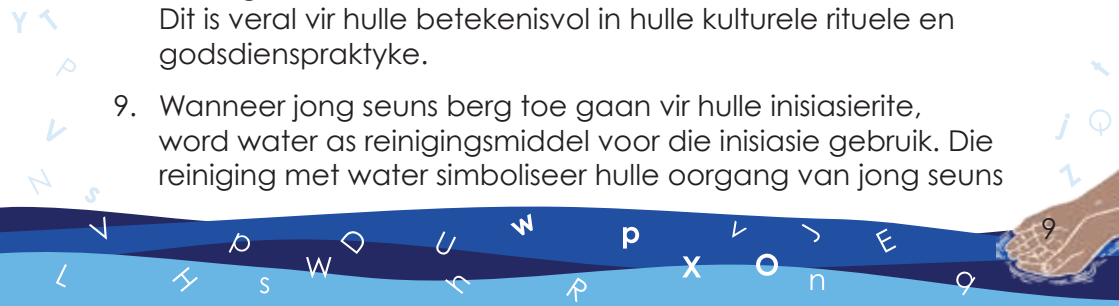 Dit is veral vir hulle betekenisvol in hulle kulturele rituele en
godsdienspraktyke.
9. Wanneer jong seuns berg toe gaan vir hulle inisiasierite,
word water as reinigingsmiddel voor die inisiasie gebruik. Die
reiniging met water simboliseer hulle oorgang van jong seuns
9